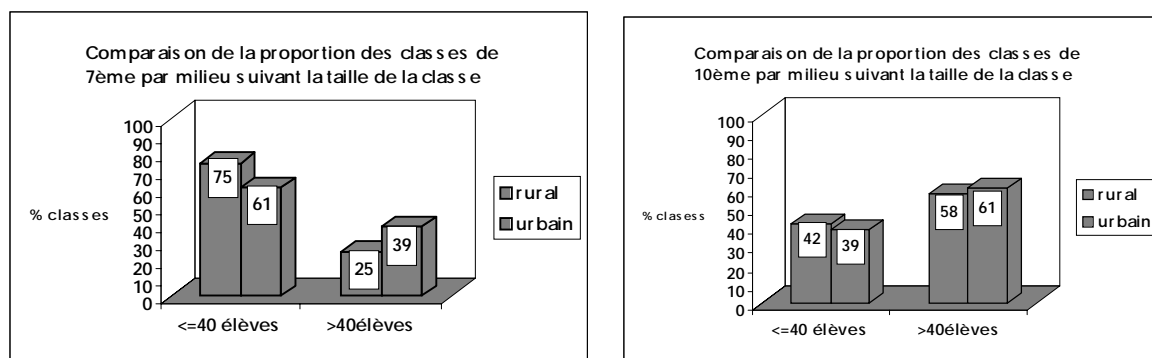 Comparaison de la proportion des classes de
7ème par milieu suivant la taille de la classe
100
90
80
70
60
50
40
30
20
10
0
% classes
75
61
25
39
<=40 élèves
>40élèves
rural
urbain
Comparaison de la proportion des classes de
10ème par milieu suivant la taille de la classe
100
90
80
70
60
50
40
30
20
10
0
% clasess
42
39
58
61
<=40 élèves
>40élèves
rural
urbain